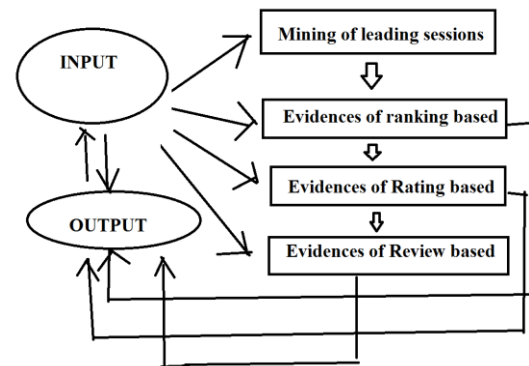 INPUT
Mining of leading sessions
Evidences of ranking based
Evidences of Rating based
OUTPUT
Evidences of Review based